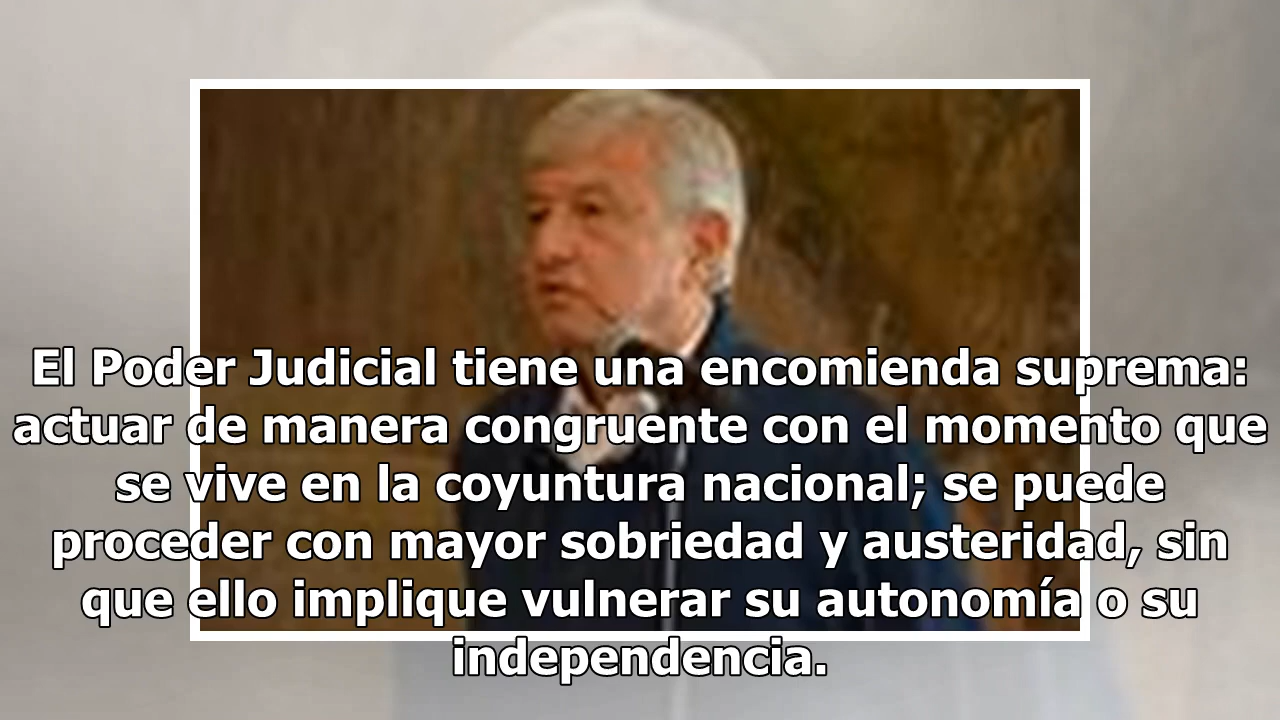 El Poder Judicial tiene una encomienda suprema:
actuar de manera congruente con el momento que
se vive en la coyuntura nacional; se puede
proceder con mayor sobriedad y austeridad, sin
que ello implique vulnerar su autonomía o su
independencia.